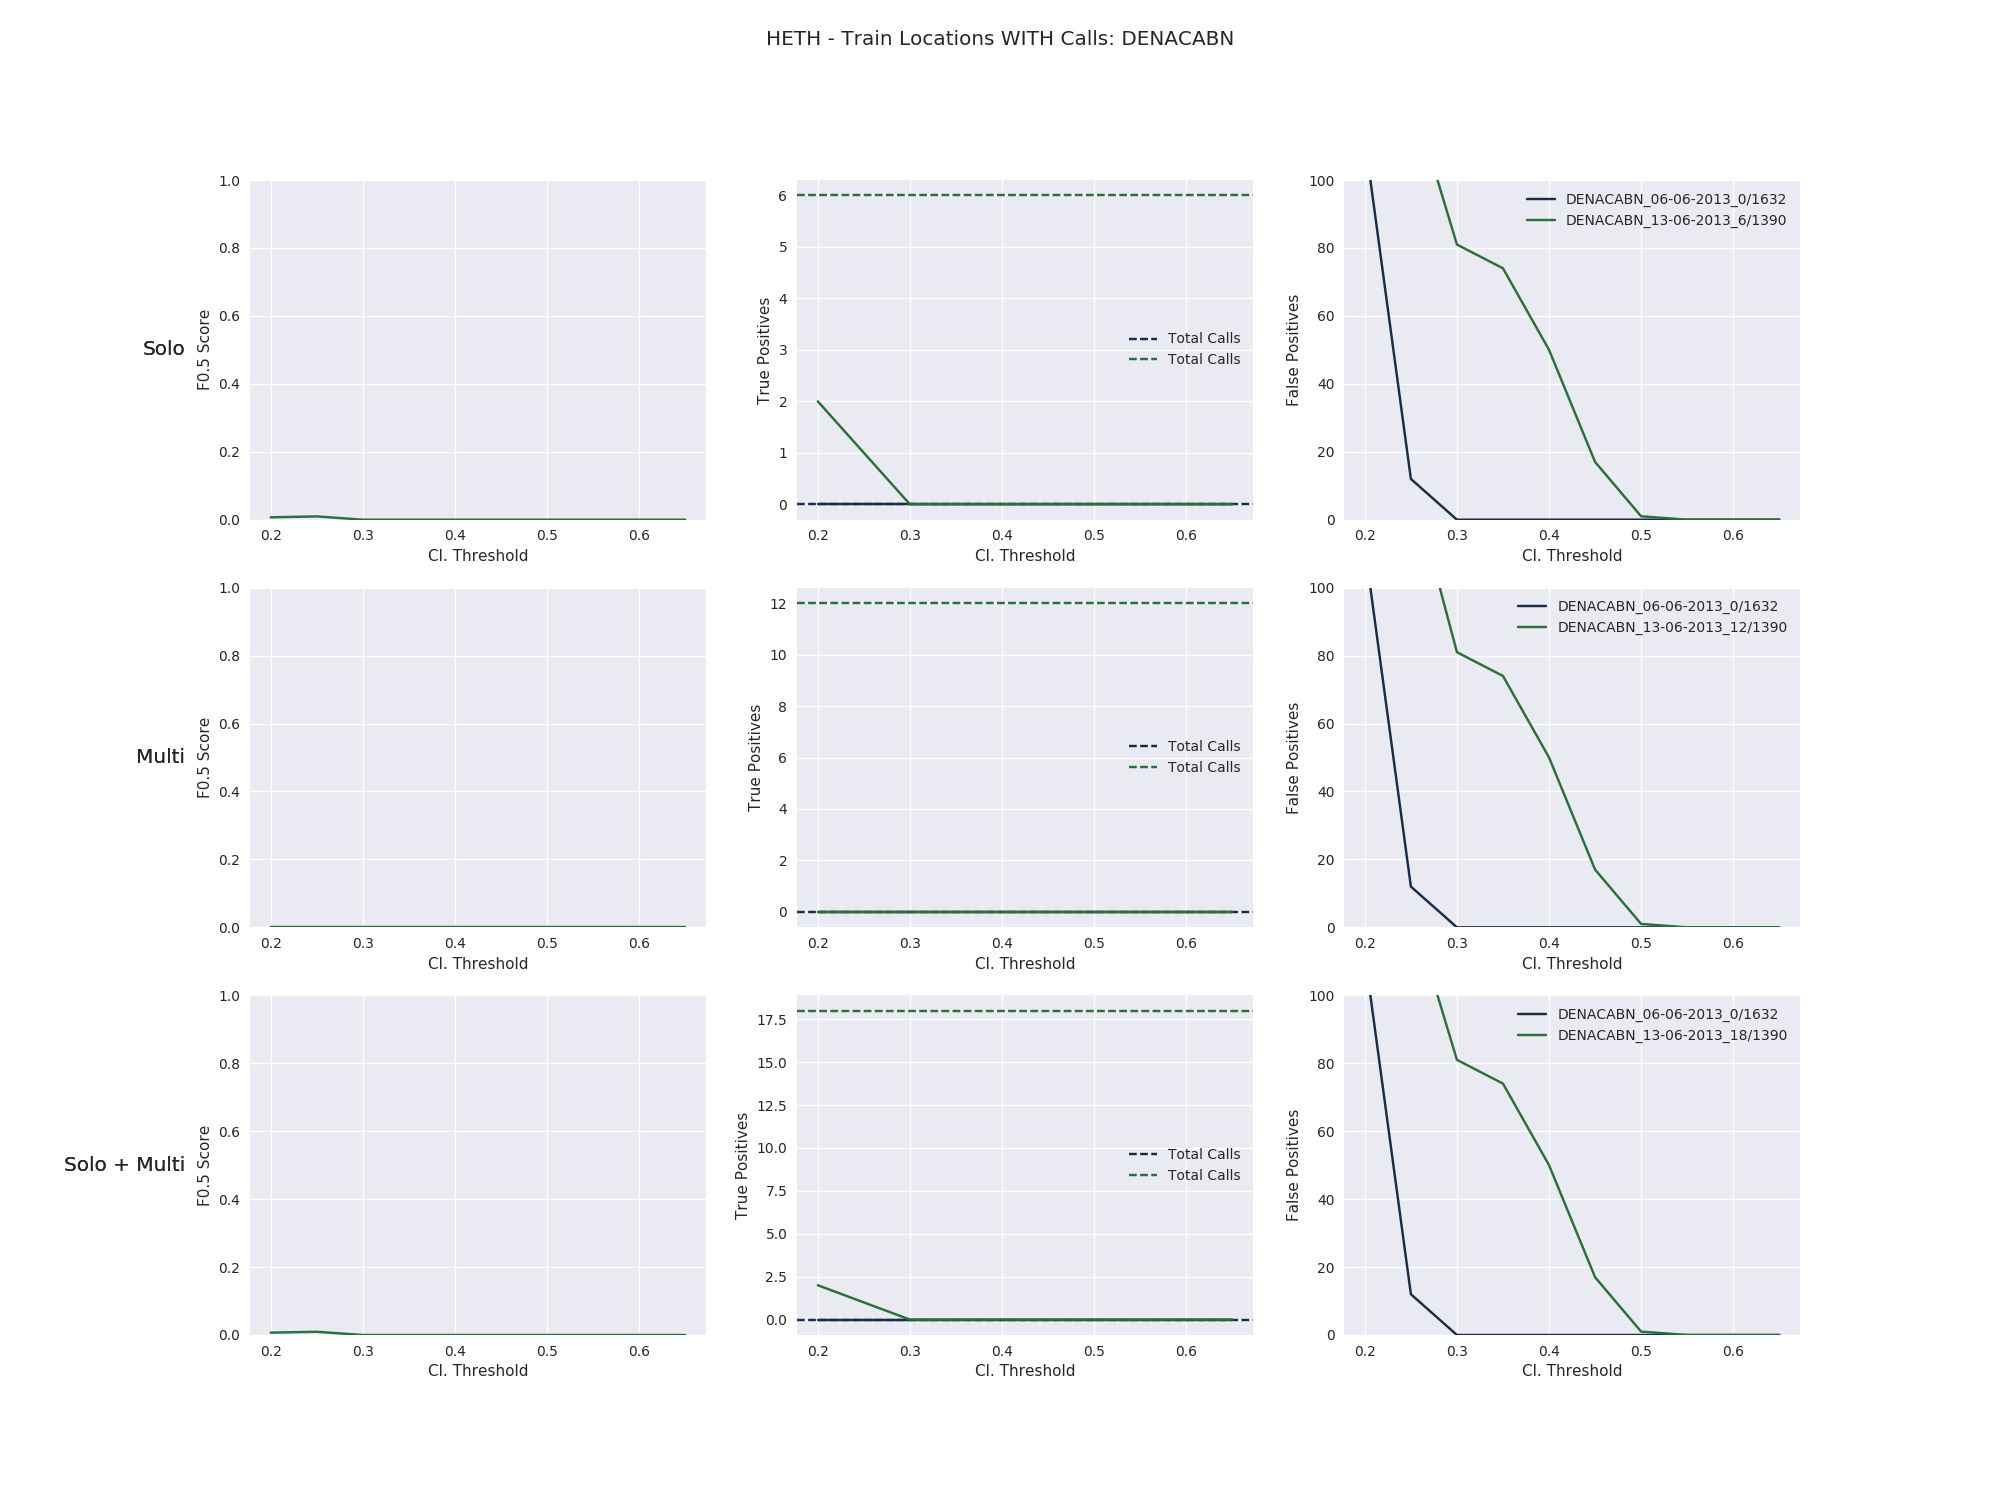 HETH - Train Locations WITH Calls: DENACABN
Solo
F0.5 Score
1.0
0.8
0.6
0.4
0.2
0.0
0.2 0.3 0.4 0.5 0.6
Cl. Threshold
True Positives
6
5
4
3
2
1
0
Total Calls
Total Calls
0.2 0.3 0.4 0.5 0.6
Cl. Threshold
False Positives
100
80
60
40
20
0
DENACABN_06-06-2013_0/1632
DENACABN_13-06-2013_6/1390
0.2 0.3 0.4 0.5 0.6
Cl. Threshold
Multi
F0.5 Score
1.0
0.8
0.6
0.4
0.2
0.0
0.2 0.3 0.4 0.5 0.6
Cl. Threshold
True Positives
12
10
8
6
4
2
0
Total Calls
Total Calls
0.2 0.3 0.4 0.5 0.6
Cl. Threshold
False Positives
100
80
60
40
20
0
DENACABN_06-06-2013_0/1632
DENACABN_13-06-2013_12/1390
0.2 0.3 0.4 0.5 0.6
Cl. Threshold
Solo + Multi
F0.5 Score
1.0
0.8
0.6
0.4
0.2
0.0
0.2 0.3 0.4 0.5 0.6
Cl. Threshold
True Positives
17.5
15.0
12.5
10.0
7.5
5.0
2.5
0.0
Total Calls
Total Calls
0.2 0.3 0.4 0.5 0.6
Cl. Threshold
False Positives
100
80
60
40
20
0
DENACABN_06-06-2013_0/1632
DENACABN_13-06-2013_18/1390
0.2 0.3 0.4 0.5 0.6
Cl. Threshold